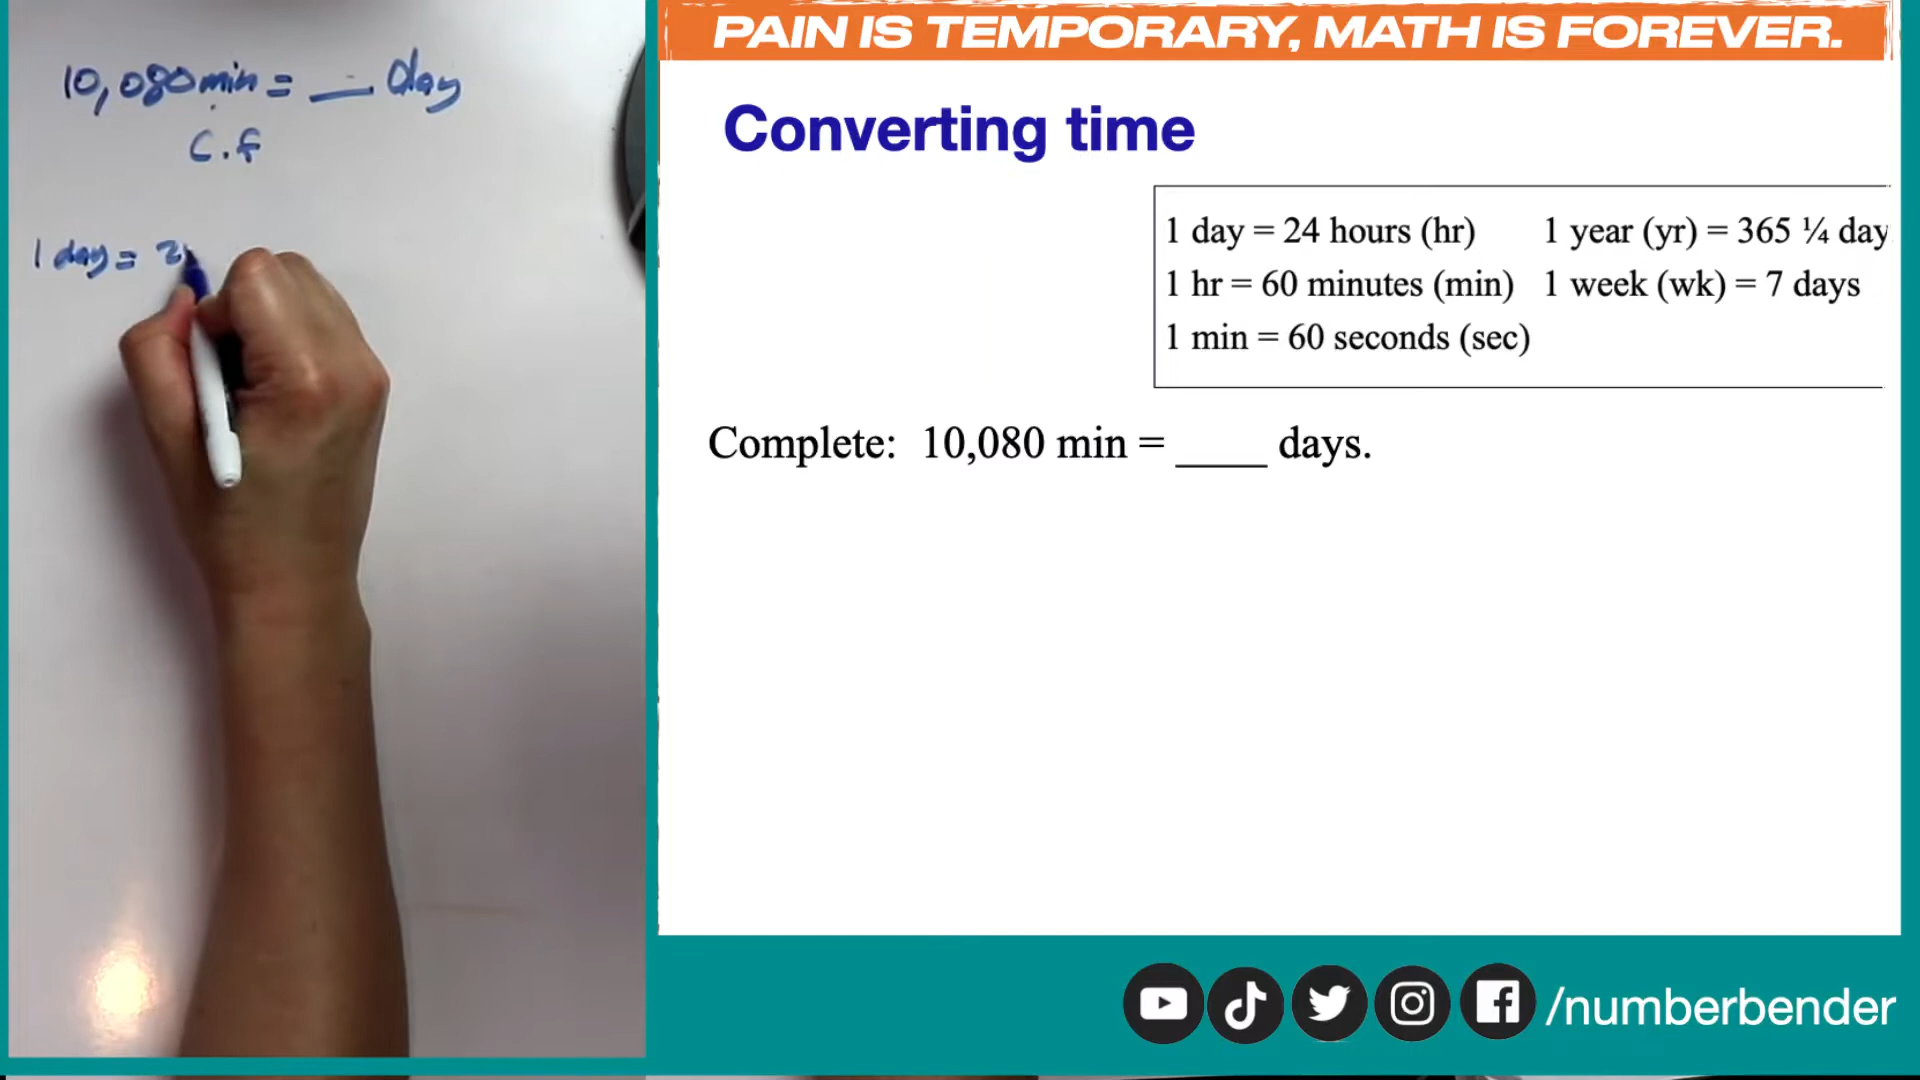 10,080min = __ day
C.f
1 day = 2
PAIN IS TEMPORARY, MATH IS FOREVER.
Converting time
1 day = 24 hours (hr) 1 year (yr) = 365 ¼ day
1 hr = 60 minutes (min) 1 week (wk) = 7 days
1 min = 60 seconds (sec)
Complete: 10,080 min = ____ days.
/numberbender